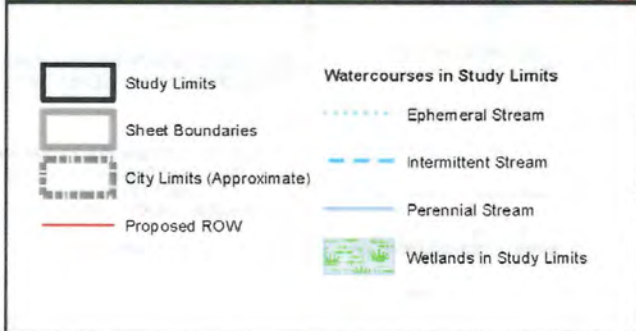 Study Limits
Sheet Boundaries
City Limits (Approximate)
Proposed ROW
Watercourses in Study Limits
Ephemeral Stream
Intermittent Stream
Perennial Stream
Wetlands in Study Limits